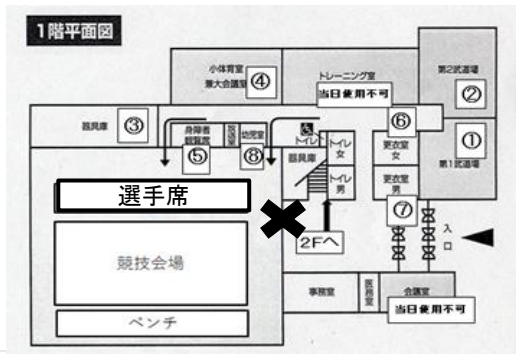 1階平面図
小体育室
兼大会議室
④
トレーニング室
当日使用不可
第2武道場
②
器具庫
③
身障者
観覧席
⑤
幼児室
⑧
トイレ
器具庫
トイレ
女
トイレ
男
⑥
更衣室
女
更衣室
男
⑦
①
第1武道場
選手席
2Fへ
入
口
競技会場
ベンチ
事務室
医務室
会議室
当日使用不可